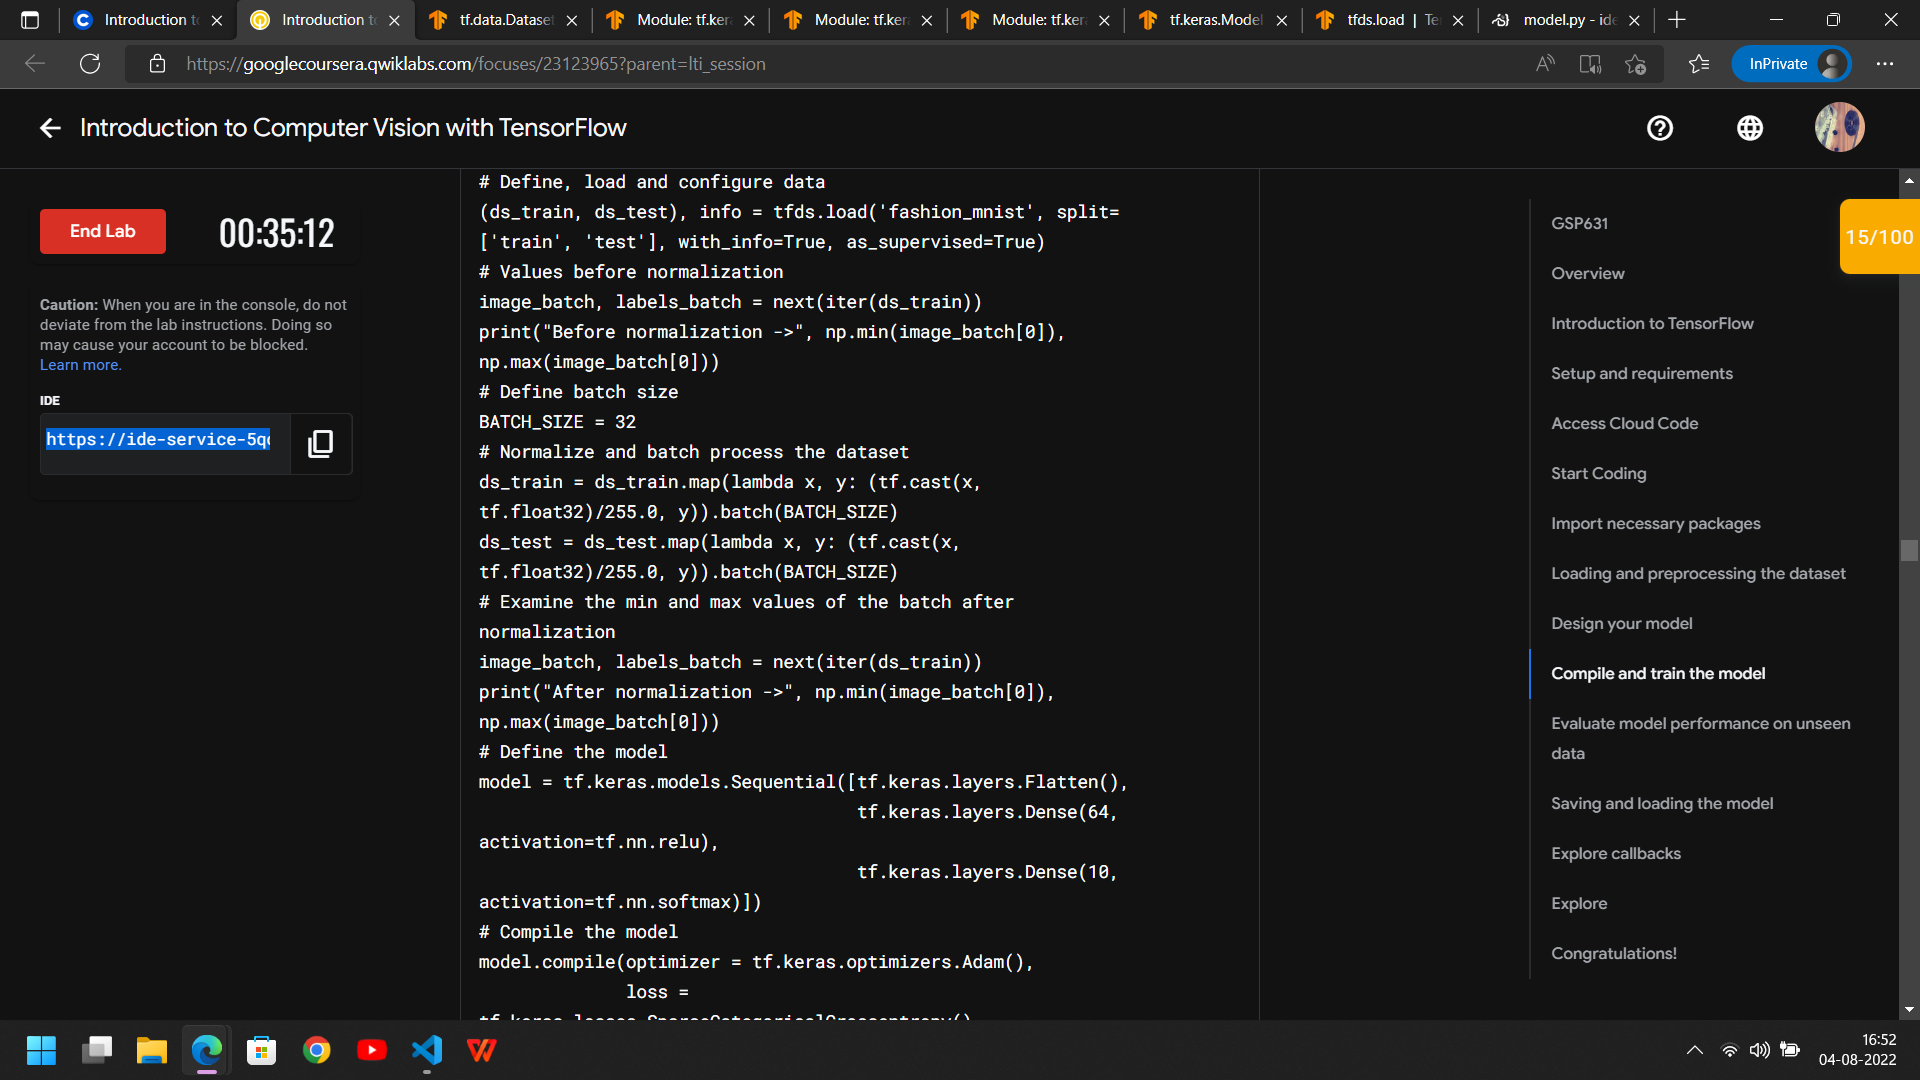 Introduction to
Introduction to
tf.data.Dataset
Module: tf.ker
Module: tf.ker
Module: tf.ker
tf.keras.Model
tfds.load | Te
model.py - ide
https://googlecoursera.qwiklabs.com/focuses/23123965?parent=lti_session
InPrivate
Introduction to Computer Vision with TensorFlow
End Lab
00:35:12
Caution: When you are in the console, do not
deviate from the lab instructions. Doing so
may cause your account to be blocked.
Learn more.
IDE
https://ide-service-5q
# Define, load and configure data
(ds_train, ds_test), info = tfds.load('fashion_mnist', split=
['train', 'test'], with_info=True, as_supervised=True)
# Values before normalization
image_batch, labels_batch = next(iter(ds_train))
print("Before normalization ->", np.min(image_batch[0]),
np.max(image_batch[0]))
# Define batch size
BATCH_SIZE = 32
# Normalize and batch process the dataset
ds_train = ds_train.map(lambda x, y: (tf.cast(x,
tf.float32)/255.0, y)).batch(BATCH_SIZE)
ds_test = ds_test.map(lambda x, y: (tf.cast(x,
tf.float32)/255.0, y)).batch(BATCH_SIZE)
# Examine the min and max values of the batch after
normalization
image_batch, labels_batch = next(iter(ds_train))
print("After normalization ->", np.min(image_batch[0]),
np.max(image_batch[0]))
# Define the model
model = tf.keras.models.Sequential([tf.keras.layers.Flatten(),
tf.keras.layers.Dense(64,
activation=tf.nn.relu),
tf.keras.layers.Dense(10,
activation=tf.nn.softmax)])
# Compile the model
model.compile(optimizer = tf.keras.optimizers.Adam(),
loss =
tf.keras.losses.SparseCategoricalCrossentropy()
GSP631
Overview
Introduction to TensorFlow
Setup and requirements
Access Cloud Code
Start Coding
Import necessary packages
Loading and preprocessing the dataset
Design your model
Compile and train the model
Evaluate model performance on unseen
data
Saving and loading the model
Explore callbacks
Explore
Congratulations!
15/100
16:52
04-08-2022